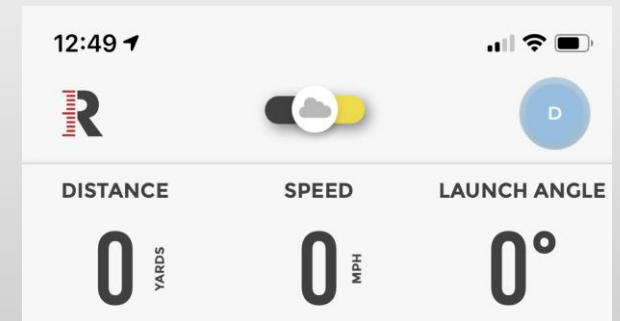 12:49
R
D
DISTANCE SPEED LAUNCH ANGLE
0 YARDS 0 MPH 0°